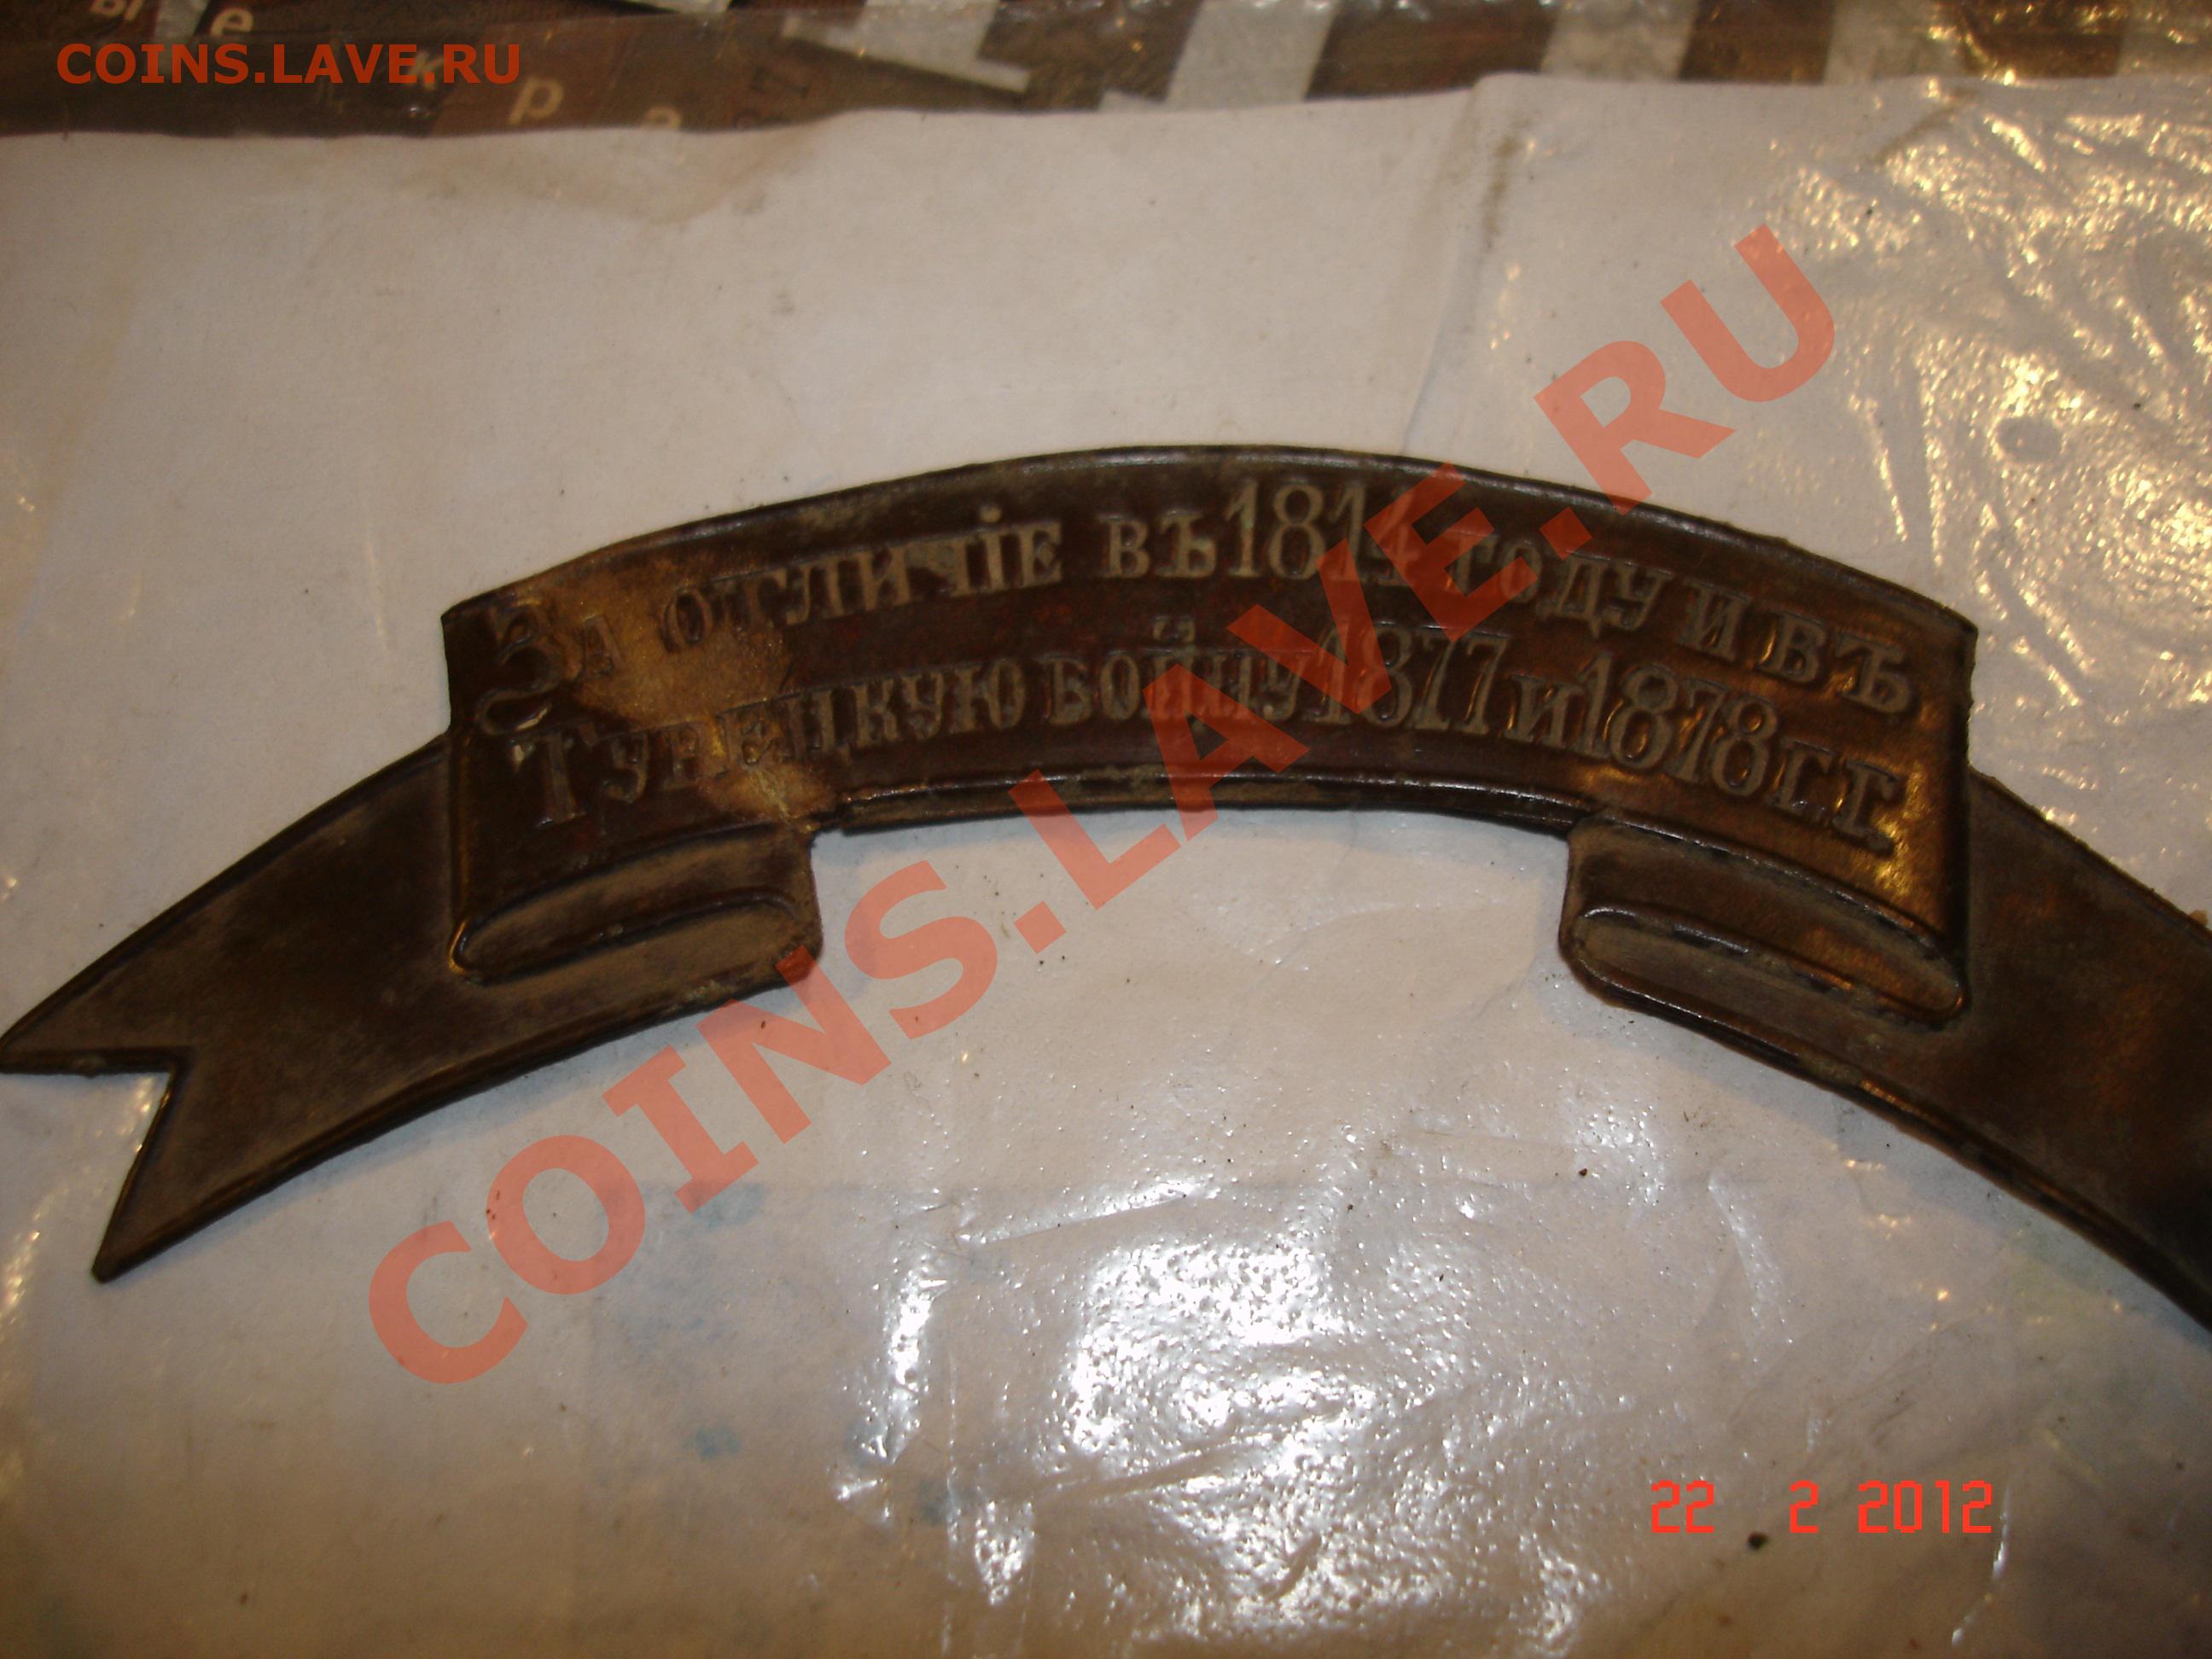 ые
COINS.LAVE.RU
к р а
За отличіе въ 1814 году и въ
Турецкую войну 1877 и 1878 г.г.
COINS.LAVE.RU
22 2 2012